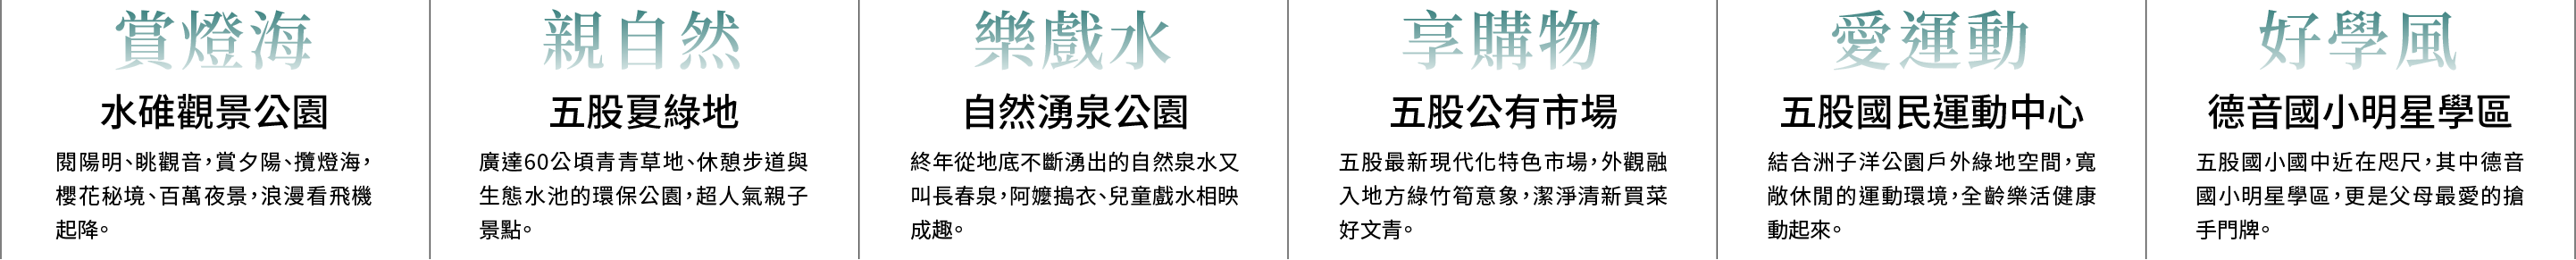 賞燈海
水碓觀景公園
閱陽明、眺觀音，賞夕陽、攬燈海，
櫻花秘境、百萬夜景，浪漫看飛機
起降。
親自然
五股夏綠地
廣達60公頃青青草地、休憩步道與
生態水池的環保公園，超人氣親子
景點。
樂戲水
自然湧泉公園
終年從地底不斷湧出的自然泉水又
叫長春泉，阿嬤搗衣、兒童戲水相映
成趣。
享購物
五股公有市場
五股最新現代化特色市場，外觀融
入地方綠竹筍意象，潔淨清新買菜
好文青。
愛運動
五股國民運動中心
結合洲子洋公園戶外綠地空間，寬
敞休閒的運動環境，全齡樂活健康
動起來。
好學風
德音國小明星學區
五股國小國中近在咫尺，其中德音
國小明星學區，更是父母最愛的搶
手門牌。